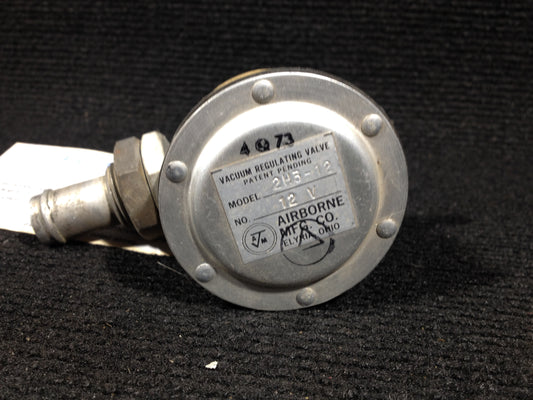 4 Q 73
VACUUM REGULATING VALVE
PATENT PENDING
MODEL 2H5-12
NO. 12 V
AIRBORNE
MFG. CO.
ELYRIA, OHIO